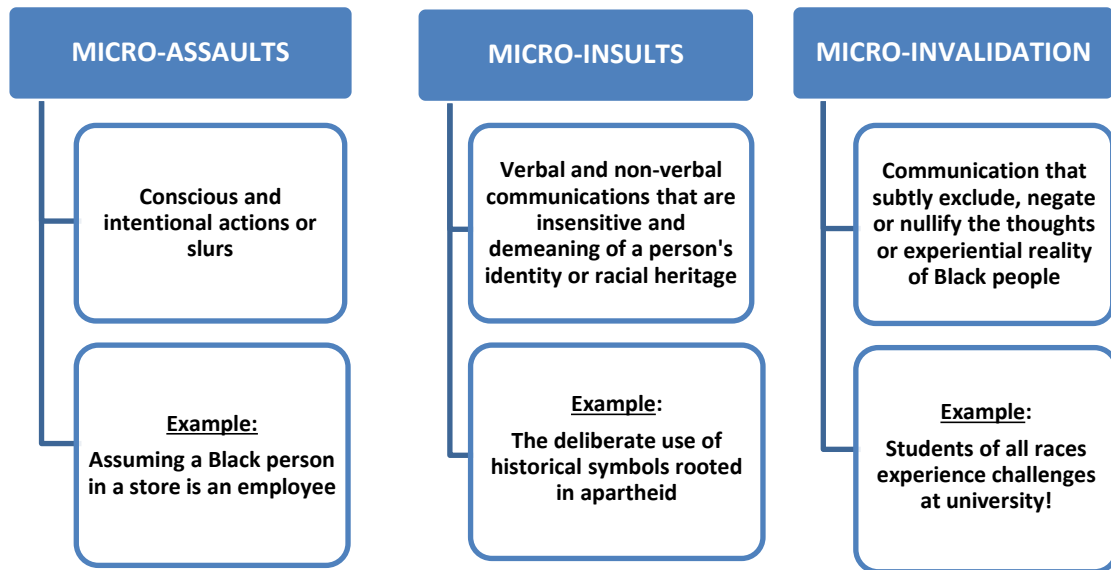 MICRO-ASSAULTS
Conscious and
intentional actions or
slurs
Example:
Assuming a Black person
in a store is an employee
MICRO-INSULTS
Verbal and non-verbal
communications that are
insensitive and
demeaning of a person's
identity or racial heritage
Example:
The deliberate use of
historical symbols rooted
in apartheid
MICRO-INVALIDATION
Communication that
subtly exclude, negate
or nullify the thoughts
or experiential reality
of Black people
Example:
Students of all races
experience challenges
at university!